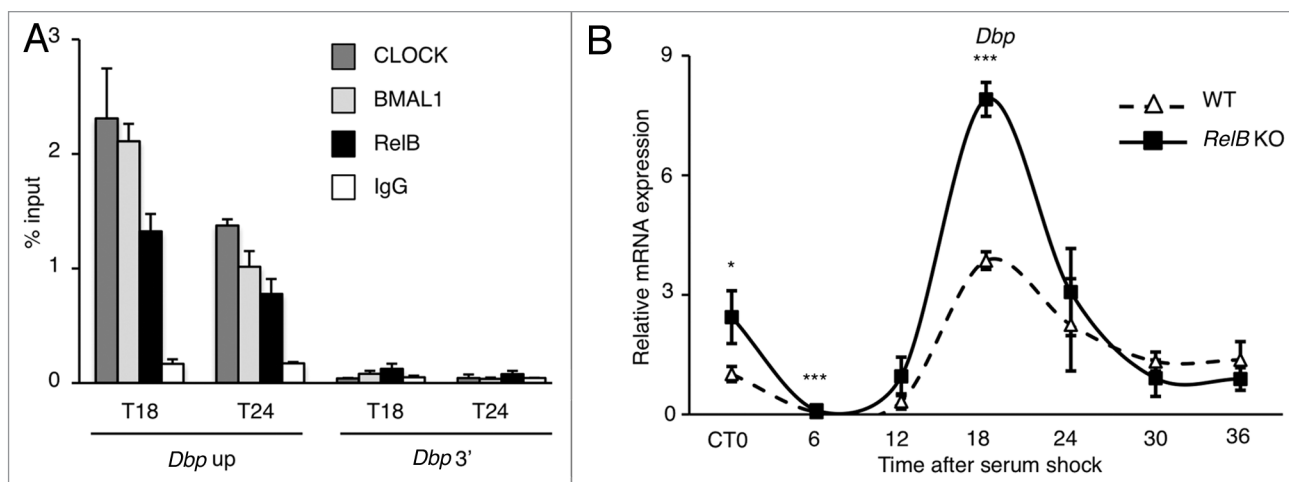 A
3
2
1
0
% input
CLOCK
BMAL1
RelB
IgG
T18
T24
T18
T24
Dbp up
Dbp 3'
B
Dbp
***
9
6
3
0
Relative mRNA expression
WT
RelB KO
*
***
CT0
6
12
18
24
30
36
Time after serum shock